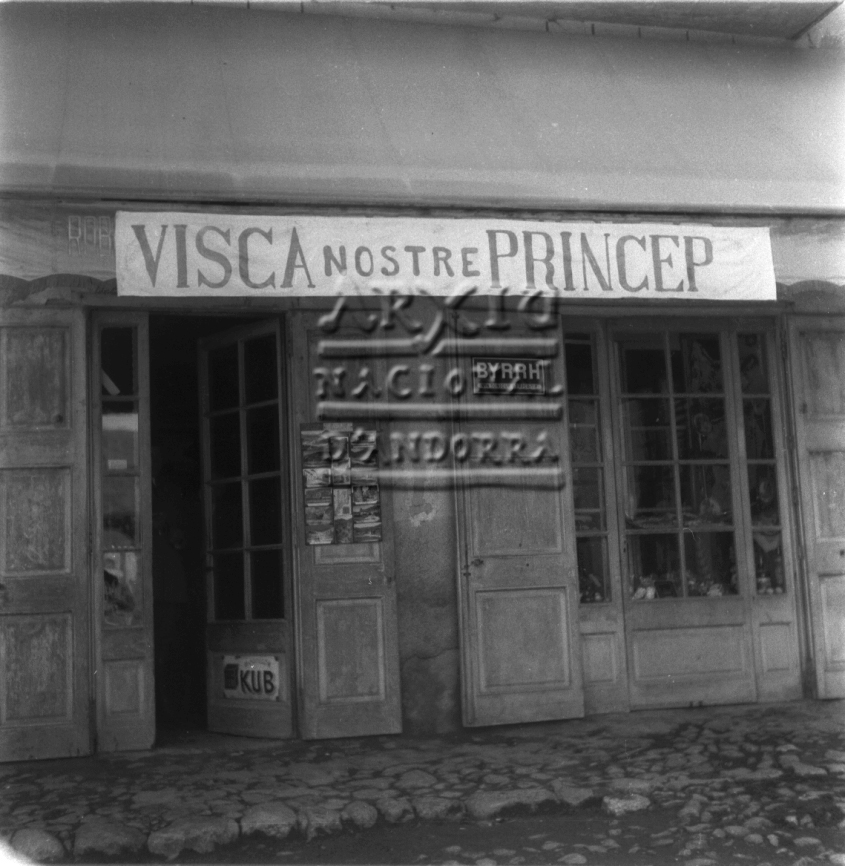 VISCA NOSTRE PRINCEP
ARXIU
NACIONAL
D'ANDORRA
BYRRH
KUB